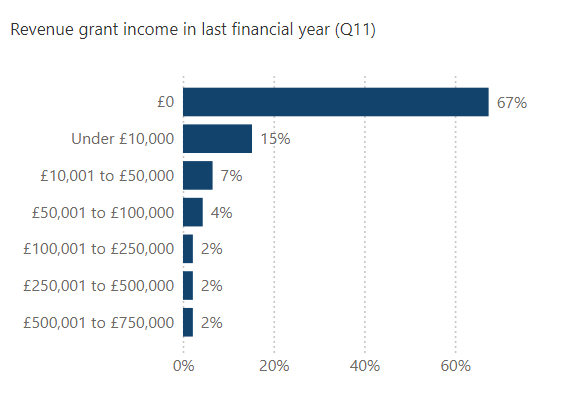 Revenue grant income in last financial year (Q11)
£0 67%
Under £10,000 15%
£10,001 to £50,000 7%
£50,001 to £100,000 4%
£100,001 to £250,000 2%
£250,001 to £500,000 2%
£500,001 to £750,000 2%
0% 20% 40% 60%